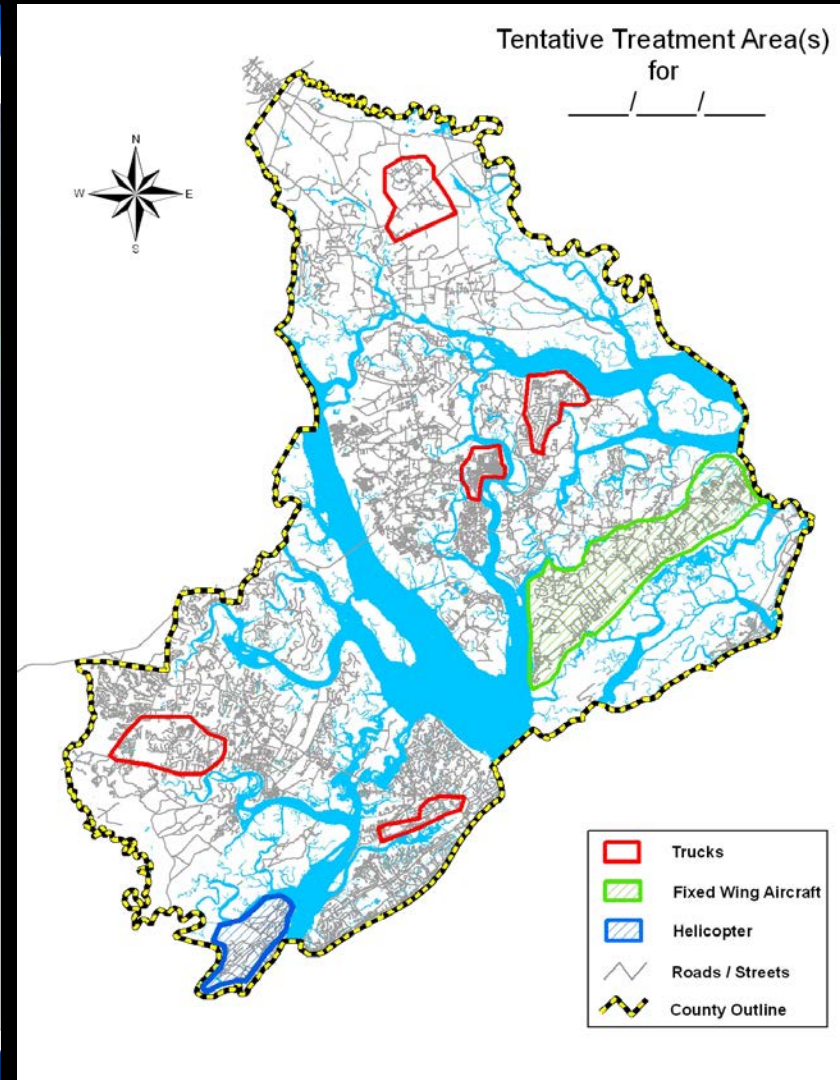 Tentative Treatment Area(s)
for
____/____/____
N
W
E
S
Trucks
Fixed Wing Aircraft
Helicopter
Roads / Streets
County Outline